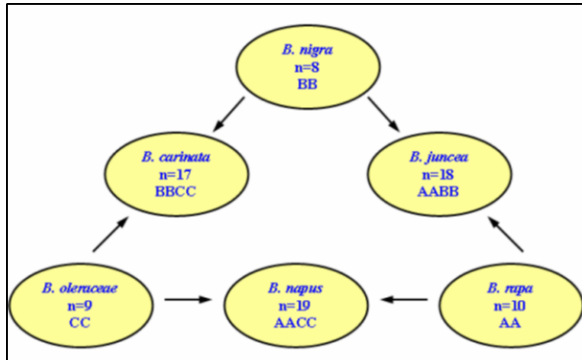 B. nigra
n=8
BB
B. carinata
n=17
BBCC
B. juncea
n=18
AABB
B. oleraceae
n=9
CC
B. napus
n=19
AACC
B. rapa
n=10
AA